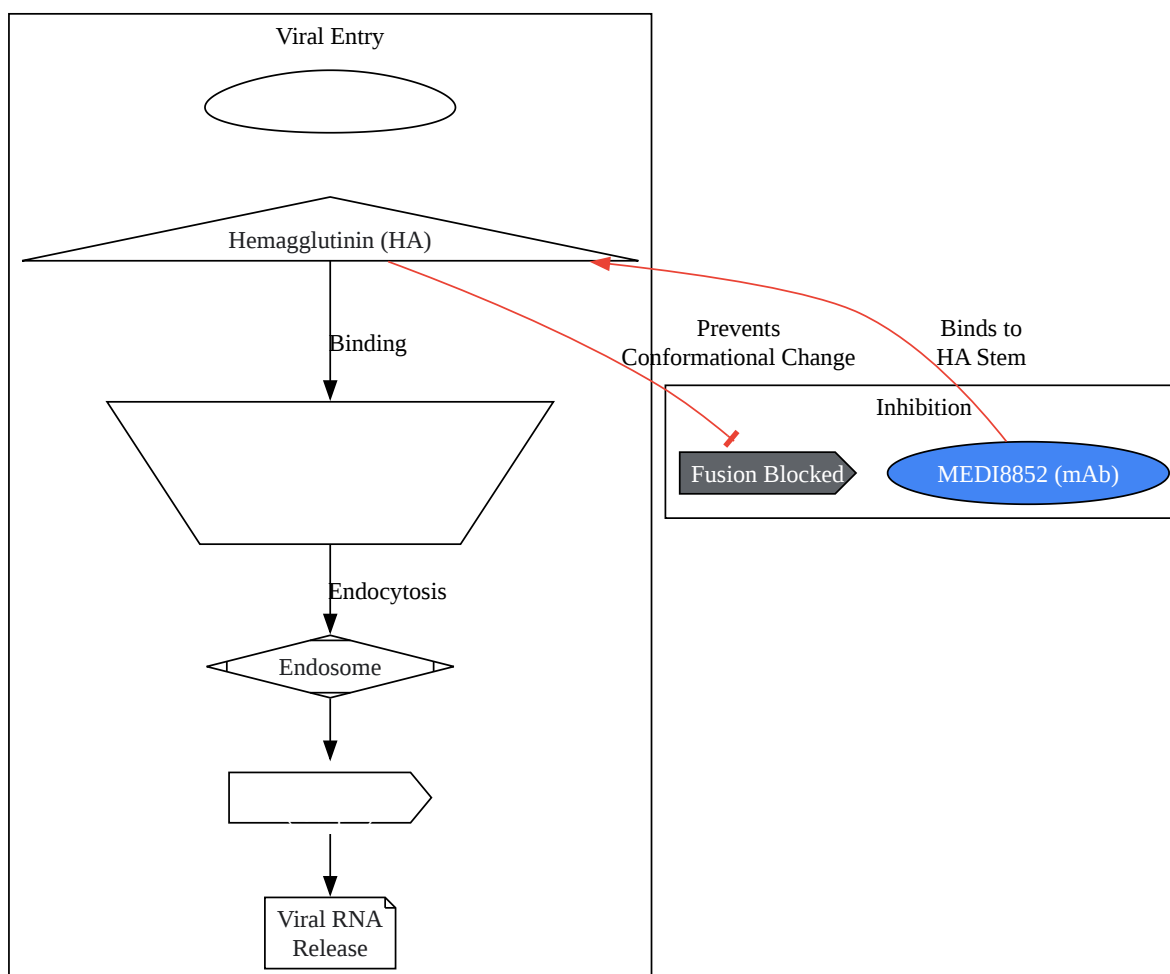 Viral Entry
Hemagglutinin (HA)
Binding
Prevents
Conformational Change
Binds to
HA Stem
Inhibition
Fusion Blocked
MEDI8852 (mAb)
Endocytosis
Endosome
Viral RNA
Release